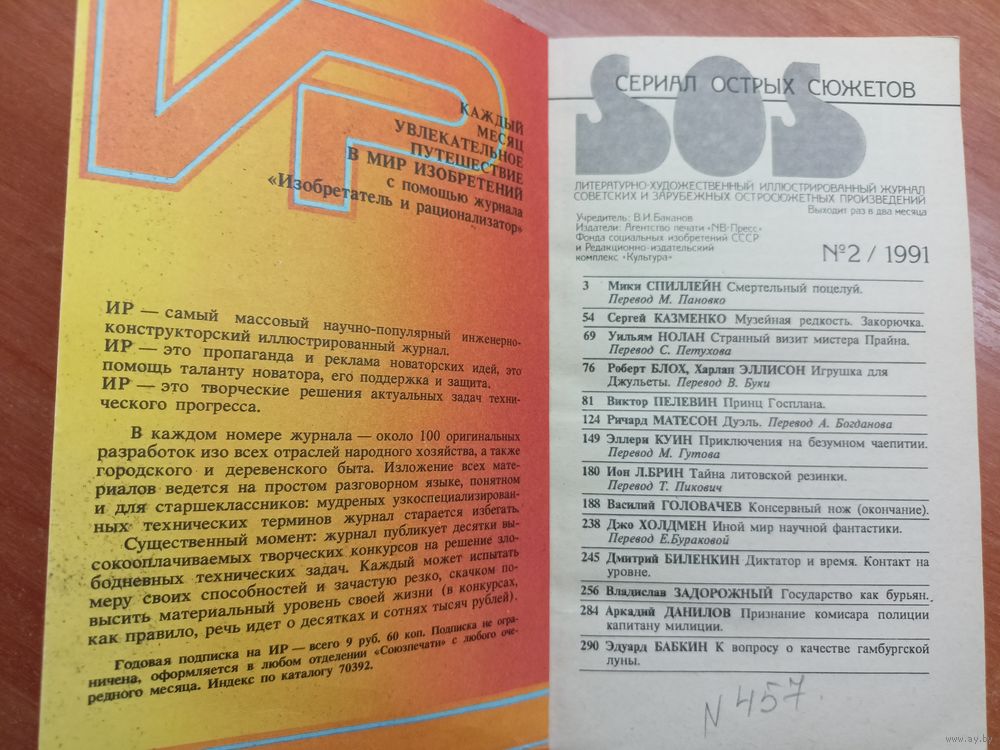 ИР
КАЖДЫЙ
МЕСЯЦ
УВЛЕКАТЕЛЬНОЕ
ПУТЕШЕСТВИЕ
В МИР ИЗОБРЕТЕНИЙ
с помощью журнала
«Изобретатель и рационализатор»
ИР — самый массовый научно-популярный инженерно-
конструкторский иллюстрированный журнал.
ИР — это пропаганда и реклама новаторских идей, это
помощь таланту новатора, его поддержка и защита.
ИР — это творческие решения актуальных задач техни-
ческого прогресса.
В каждом номере журнала — около 100 оригинальных
разработок изо всех отраслей народного хозяйства, а также
городского и деревенского быта. Изложение всех мате-
риалов ведется на простом разговорном языке, понятном
и для старшеклассников: мудреных узкоспециализирован-
ных технических терминов журнал старается избегать.
Существенный момент: журнал публикует десятки вы-
сокооплачиваемых творческих конкурсов на решение зло-
бодневных технических задач. Каждый может испытать
меру своих способностей и зачастую резко, скачком по-
высить материальный уровень своей жизни (в конкурсах,
как правило, речь идет о десятках и сотнях тысяч рублей).
Годовая подписка на ИР — всего 9 руб. 60 коп. Подписка не огра-
ничена, оформляется в любом отделении «Союзпечати» с любого оче-
редного месяца. Индекс по каталогу 70392.
СЕРИАЛ ОСТРЫХ СЮЖЕТОВ
SOS
ЛИТЕРАТУРНО-ХУДОЖЕСТВЕННЫЙ ИЛЛЮСТРИРОВАННЫЙ ЖУРНАЛ
СОВЕТСКИХ И ЗАРУБЕЖНЫХ ОСТРОСЮЖЕТНЫХ ПРОИЗВЕДЕНИЙ
Выходит раз в два месяца
Учредитель: В.И.Баканов
Издатели: Агентство печати «NB-Пресс»
Фонда социальных изобретений СССР
и Редакционно-издательский
комплекс «Культура»
№2 / 1991
3 Мики СПИЛЛЕЙН Смертельный поцелуй.
Перевод М. Пановко
54 Сергей КАЗМЕНКО Музейная редкость. Закорючка.
69 Уильям НОЛАН Странный визит мистера Прайна.
Перевод С. Петухова
76 Роберт БЛОХ, Харлан ЭЛЛИСОН Игрушка для
Джульеты. Перевод В. Буки
81 Виктор ПЕЛЕВИН Принц Госплана.
124 Ричард МАТЕСОН Дуэль. Перевод А. Богданова
149 Эллери КУИН Приключения на безумном чаепитии.
Перевод М. Гутова
180 Ион Л.БРИН Тайна литовской резинки.
Перевод Т. Пикович
188 Василий ГОЛОВАЧЕВ Консервный нож (окончание).
238 Джо ХОЛДМЕН Иной мир научной фантастики.
Перевод Е.Бураковой
245 Дмитрий БИЛЕНКИН Диктатор и время. Контакт на
уровне.
256 Владислав ЗАДОРОЖНЫЙ Государство как бурьян.
284 Аркадий ДАНИЛОВ Признание комисара полиции
капитану милиции.
290 Эдуард БАБКИН К вопросу о качестве гамбургской
луны.
N 457
www.ay.by